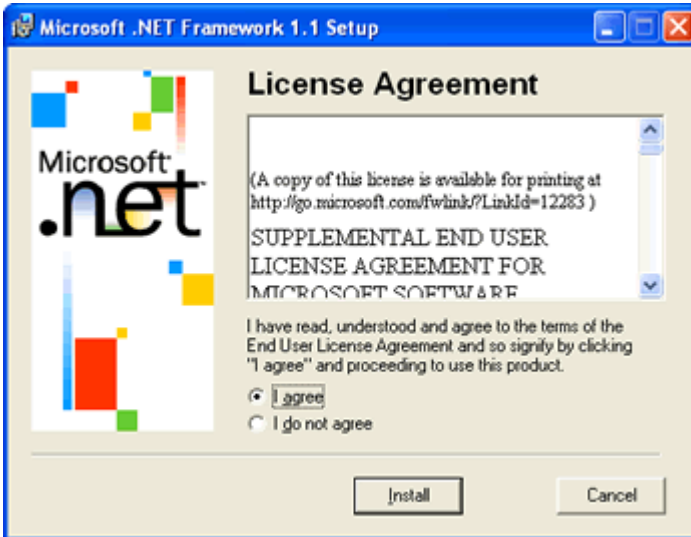 Microsoft .NET Framework 1.1 Setup
License Agreement
Microsoft
.net
(A copy of this license is available for printing at
http://go.microsoft.com/fwlink/?LinkId=12283 )
SUPPLEMENTAL END USER
LICENSE AGREEMENT FOR
MICROSOFT SOFTWARE
I have read, understood and agree to the terms of the
End User License Agreement and so signify by clicking
"I agree" and proceeding to use this product.
I agree
I do not agree
Install
Cancel